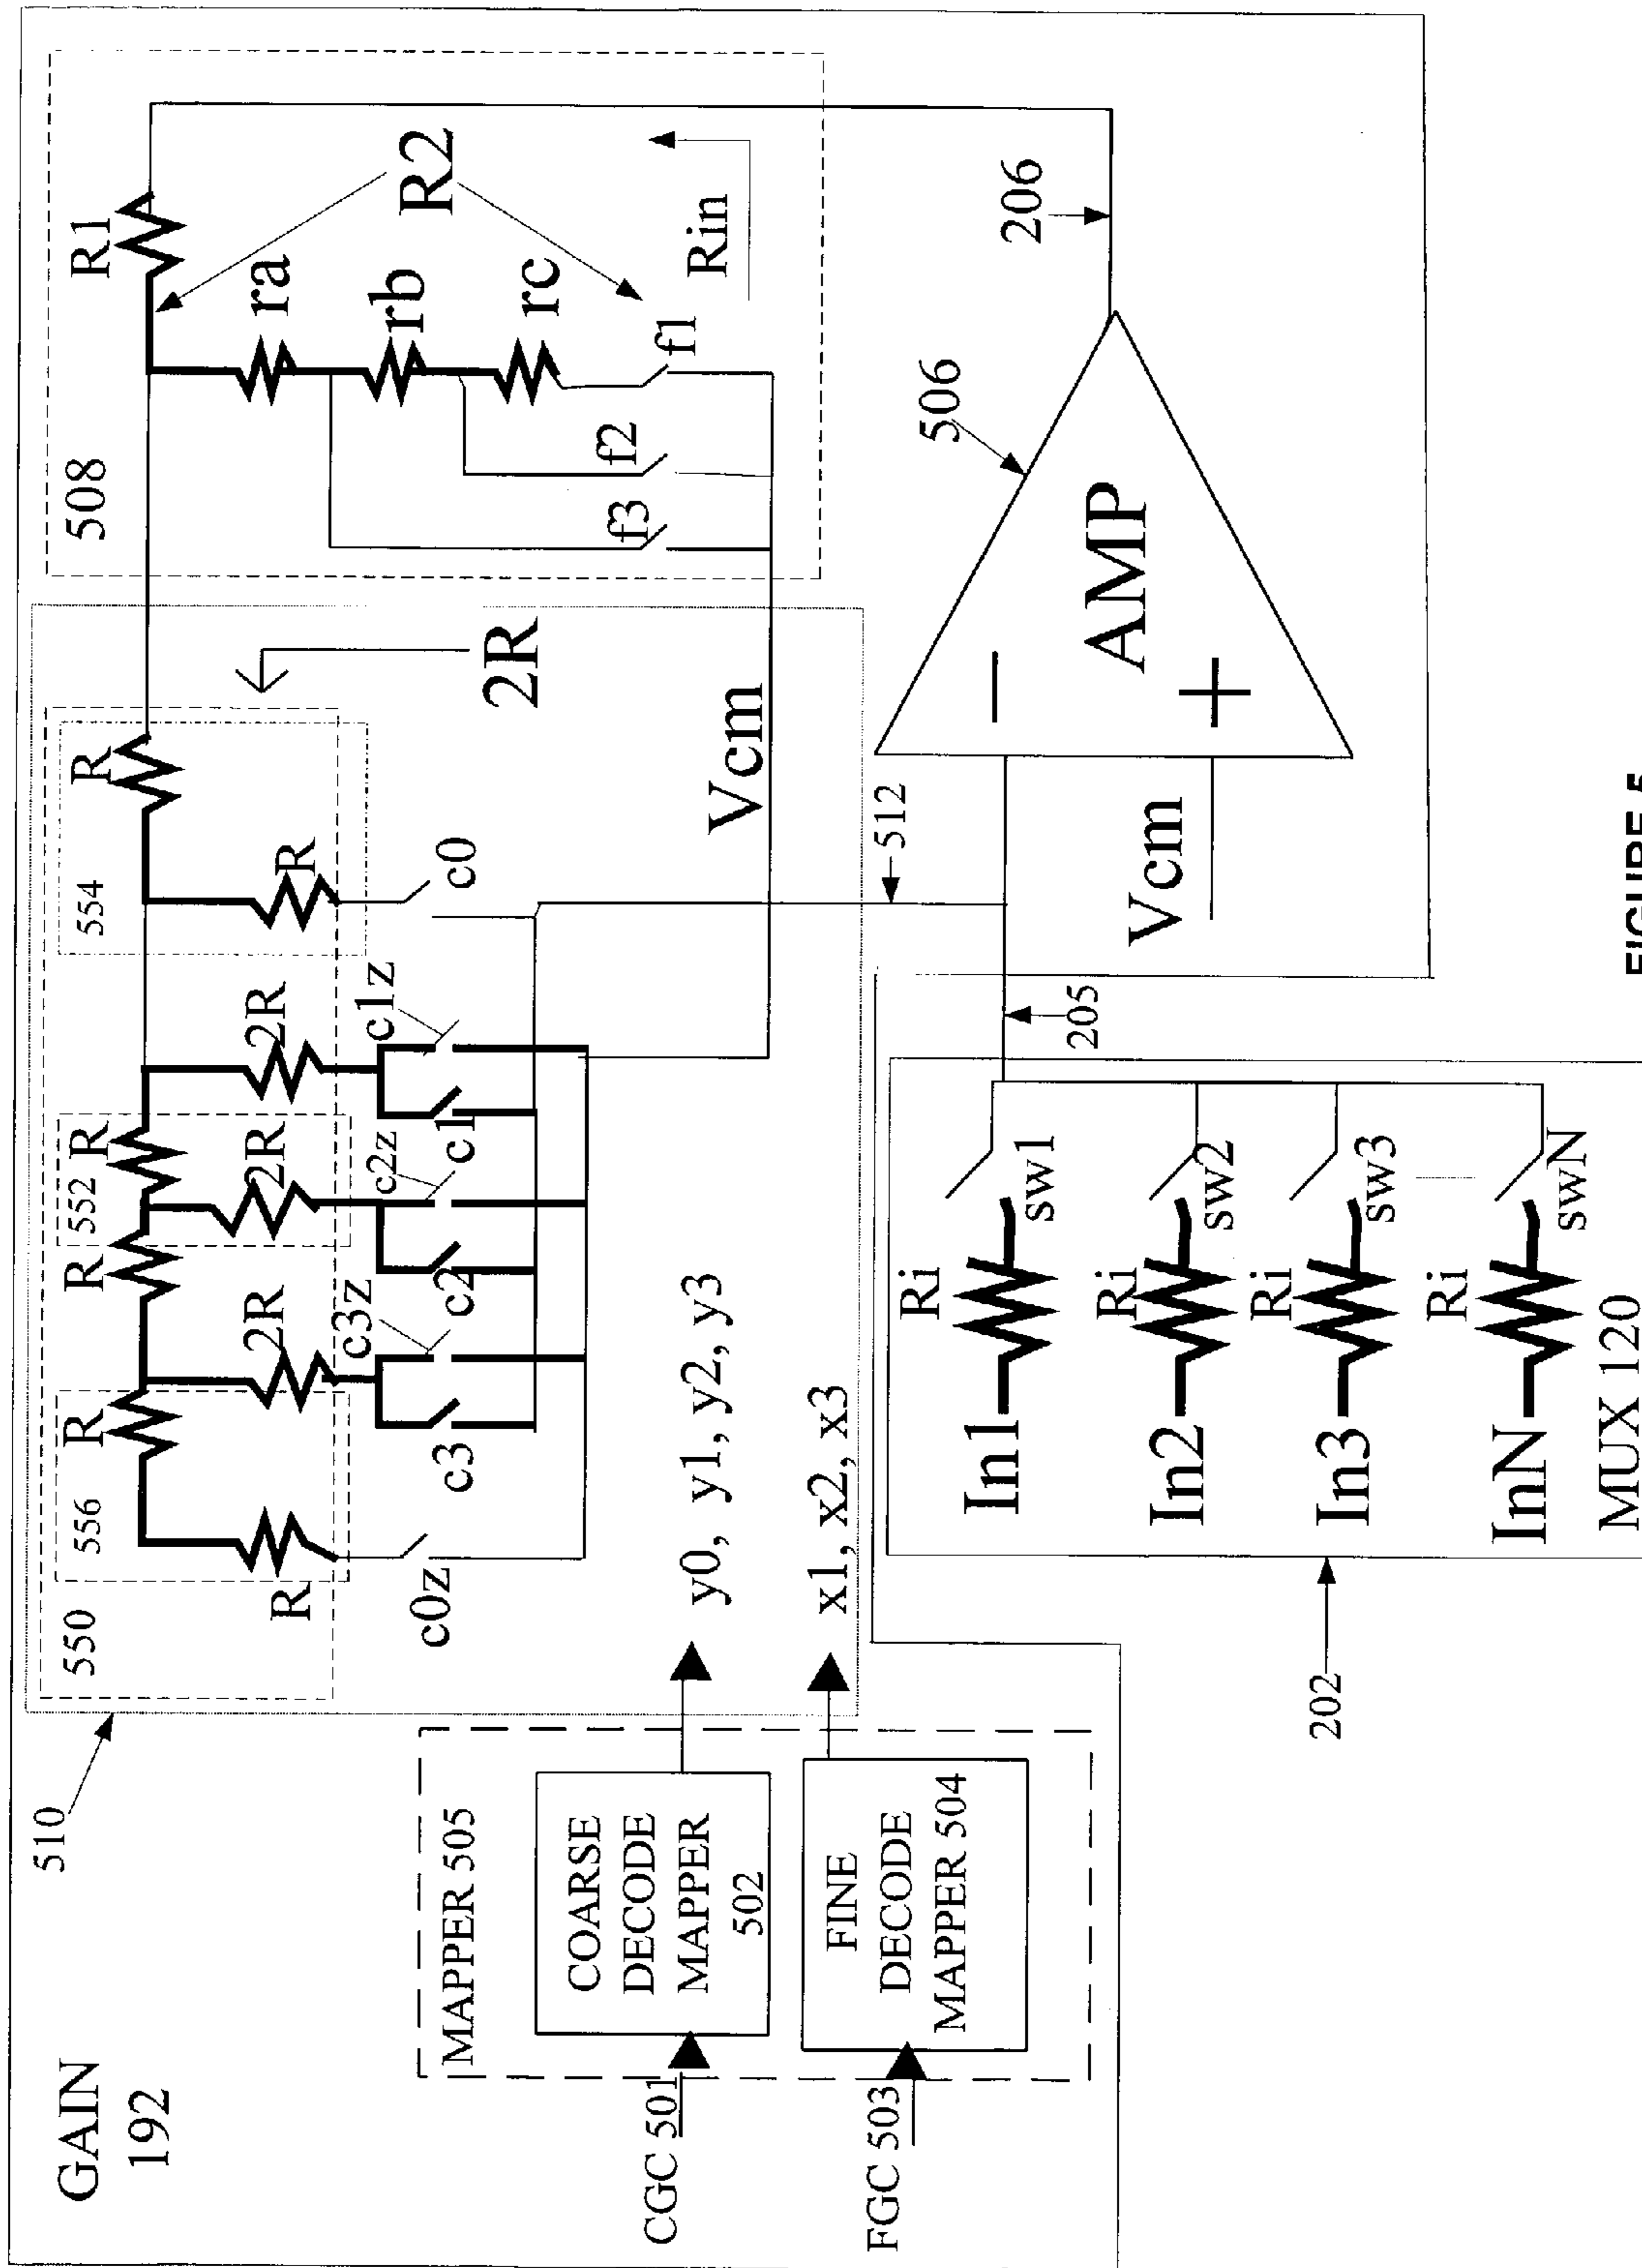 GAIN
192
510
550
556
R
R
c0z
2R
c3z
c3
R
552
2R
c2z
c2
R
2R
c1z
c1
554
R
R
c0
2R
Vcm
508
R1
ra
rb
rc
R2
Rin
f1
f2
f3
MAPPER 505
COARSE
DECODE
MAPPER
502
FINE
DECODE
MAPPER 504
CGC 501
FGC 503
y0, y1, y2, y3
x1, x2, x3
512
205
506
206
AMP
−
+
Vcm
In1
Ri
sw1
In2
Ri
sw2
In3
Ri
sw3
InN
Ri
swN
MUX 120
202
FIGURE 5